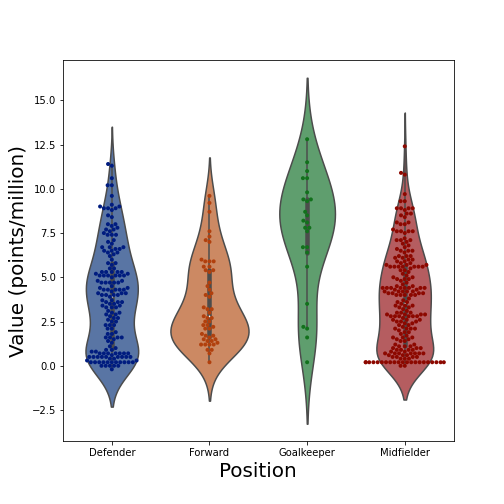 Value (points/million)
15.0
12.5
10.0
7.5
5.0
2.5
0.0
−2.5
Defender Forward Goalkeeper Midfielder
Position